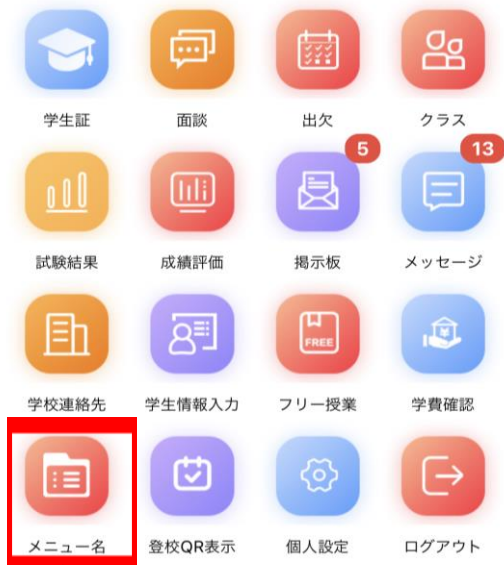 学生証
面談
出欠
クラス
5
13
試験結果
成績評価
掲示板
メッセージ
FREE
学校連絡先
学生情報入力
フリー授業
学費確認
メニュー名
登校QR表示
個人設定
ログアウト